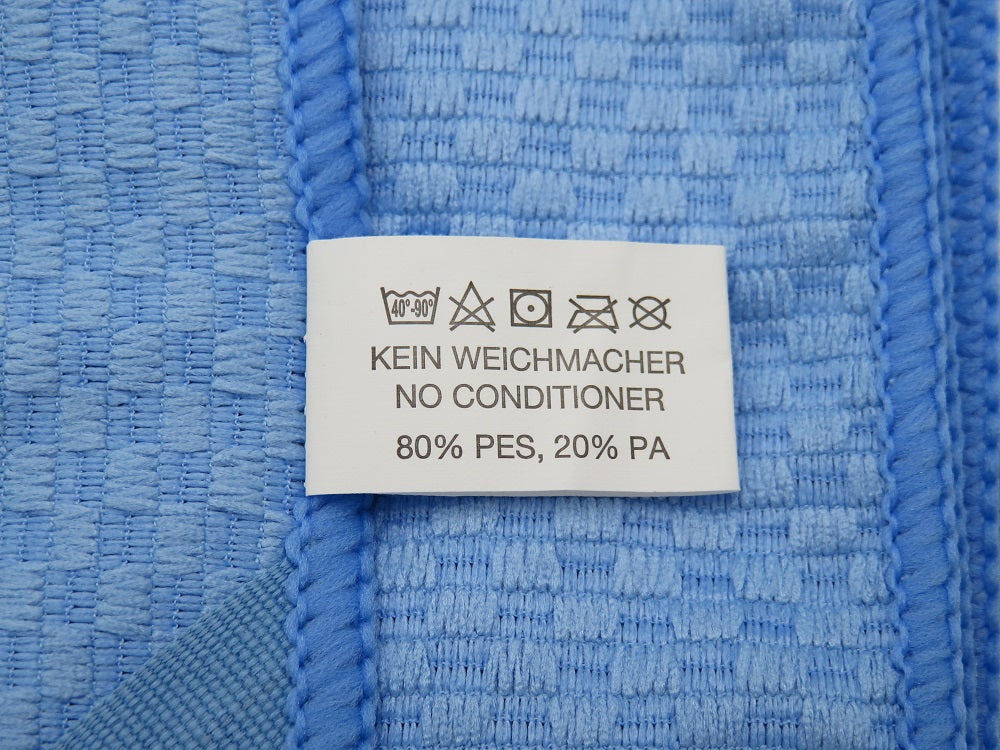 40°-90°
KEIN WEICHMACHER
NO CONDITIONER
80% PES, 20% PA